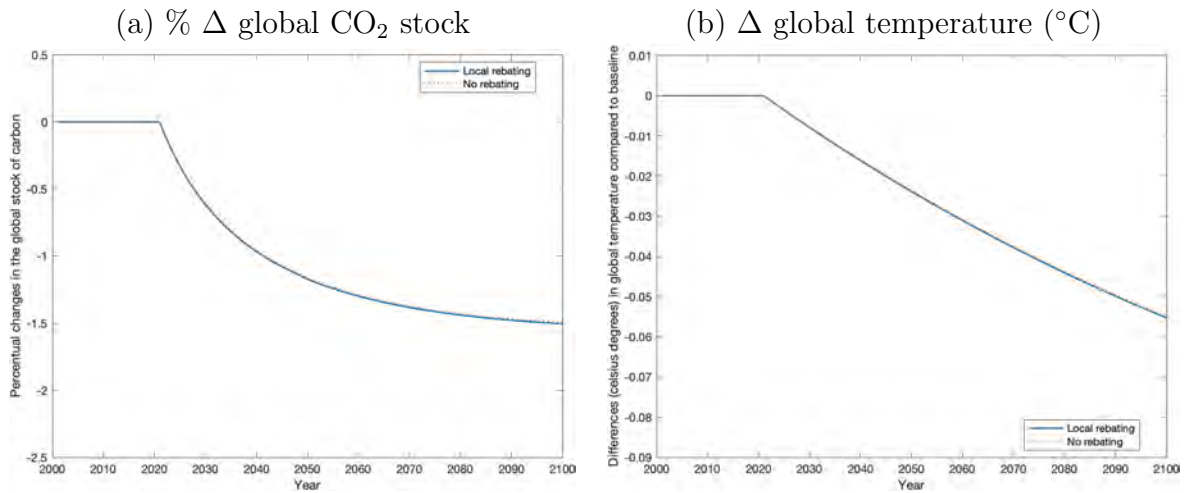 (a) % Δ global CO₂ stock
Percentual changes in the global stock of carbon
0.5
0
-0.5
-1
-1.5
-2
-2.5
2000 2010 2020 2030 2040 2050 2060 2070 2080 2090 2100
Year
Local rebating
No rebating
(b) Δ global temperature (°C)
Differences (celsius degrees) in global temperature compared to baseline
0.01
0
-0.01
-0.02
-0.03
-0.04
-0.05
-0.06
-0.07
-0.08
-0.09
2000 2010 2020 2030 2040 2050 2060 2070 2080 2090 2100
Year
Local rebating
No rebating